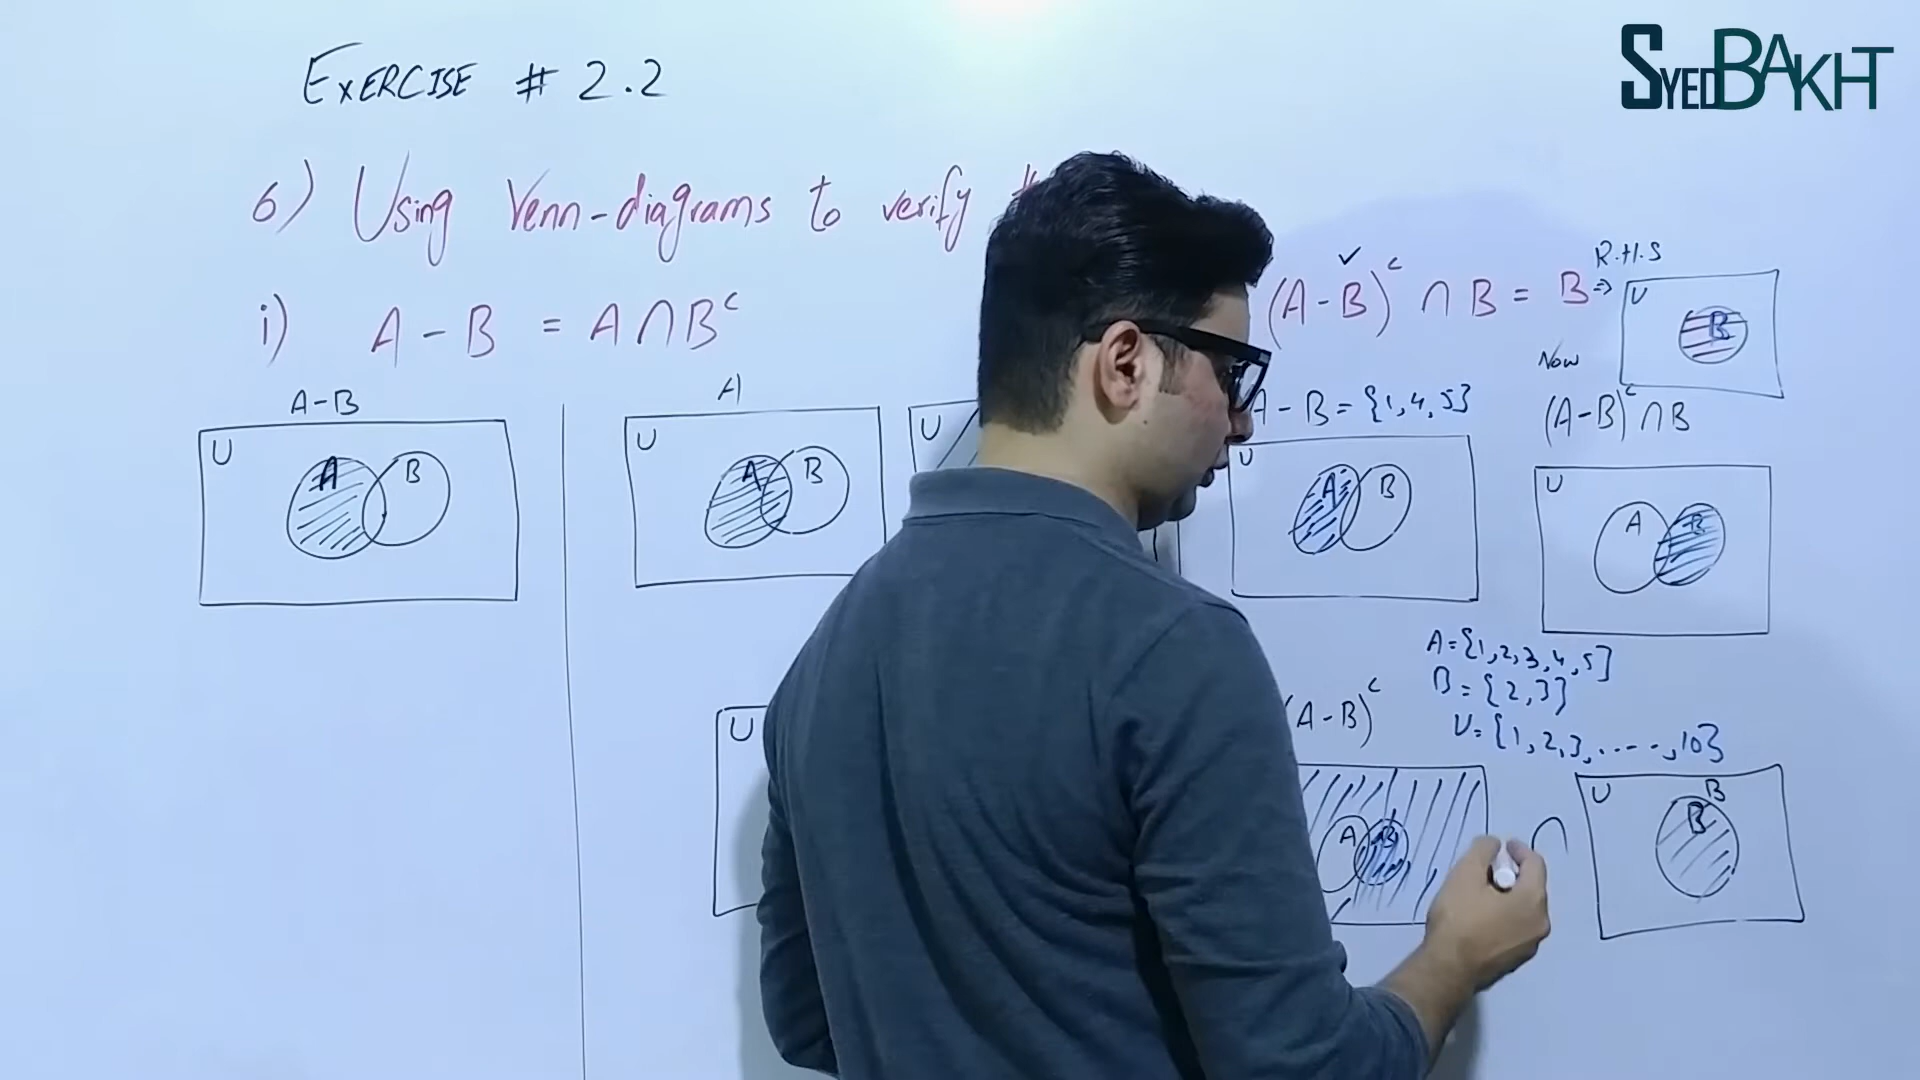 SYEDBAKHT
EXERCISE # 2.2
6) Using Venn-diagrams to verify
i) A - B = A ∩ B^c
(A - B)^c ∩ B = B ⇒ R.H.S
✓
U
B
Now
A-B
U
A
B
A
U
A
B
U
A - B = {1, 4, 5}
U
A
B
(A-B)^c ∩ B
U
A
B
A = {1, 2, 3, 4, 5}
B = {2, 3}
U = {1, 2, 3, ...., 10}
U
(A-B)^c
A
B
∩
U
B
B